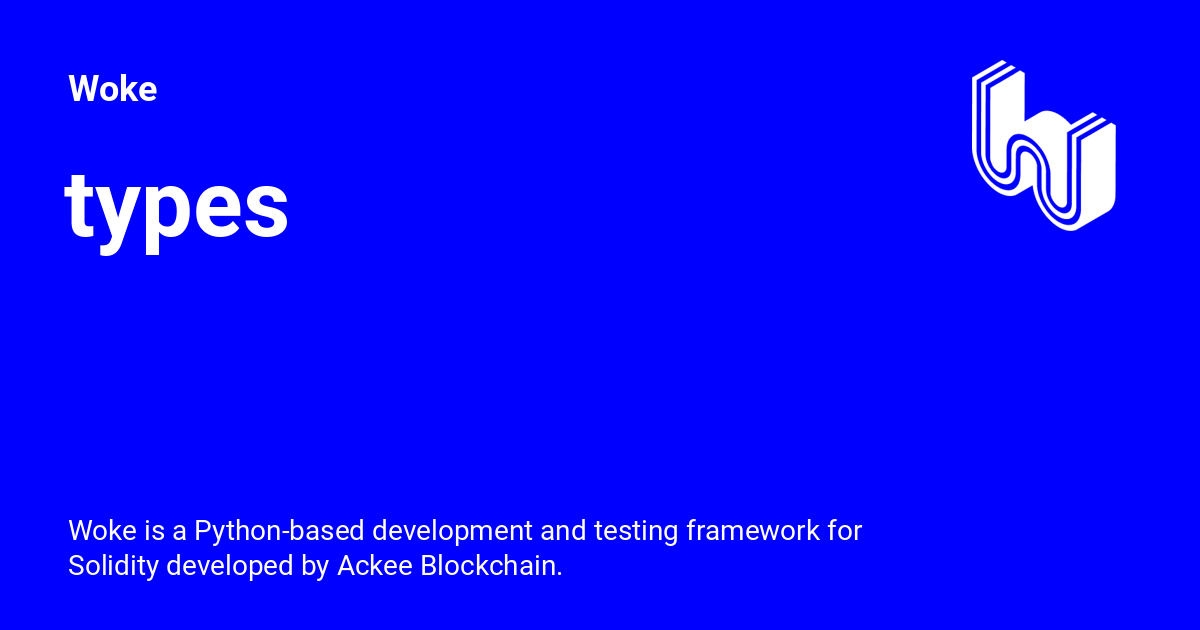 Woke
types
Woke is a Python-based development and testing framework for
Solidity developed by Ackee Blockchain.